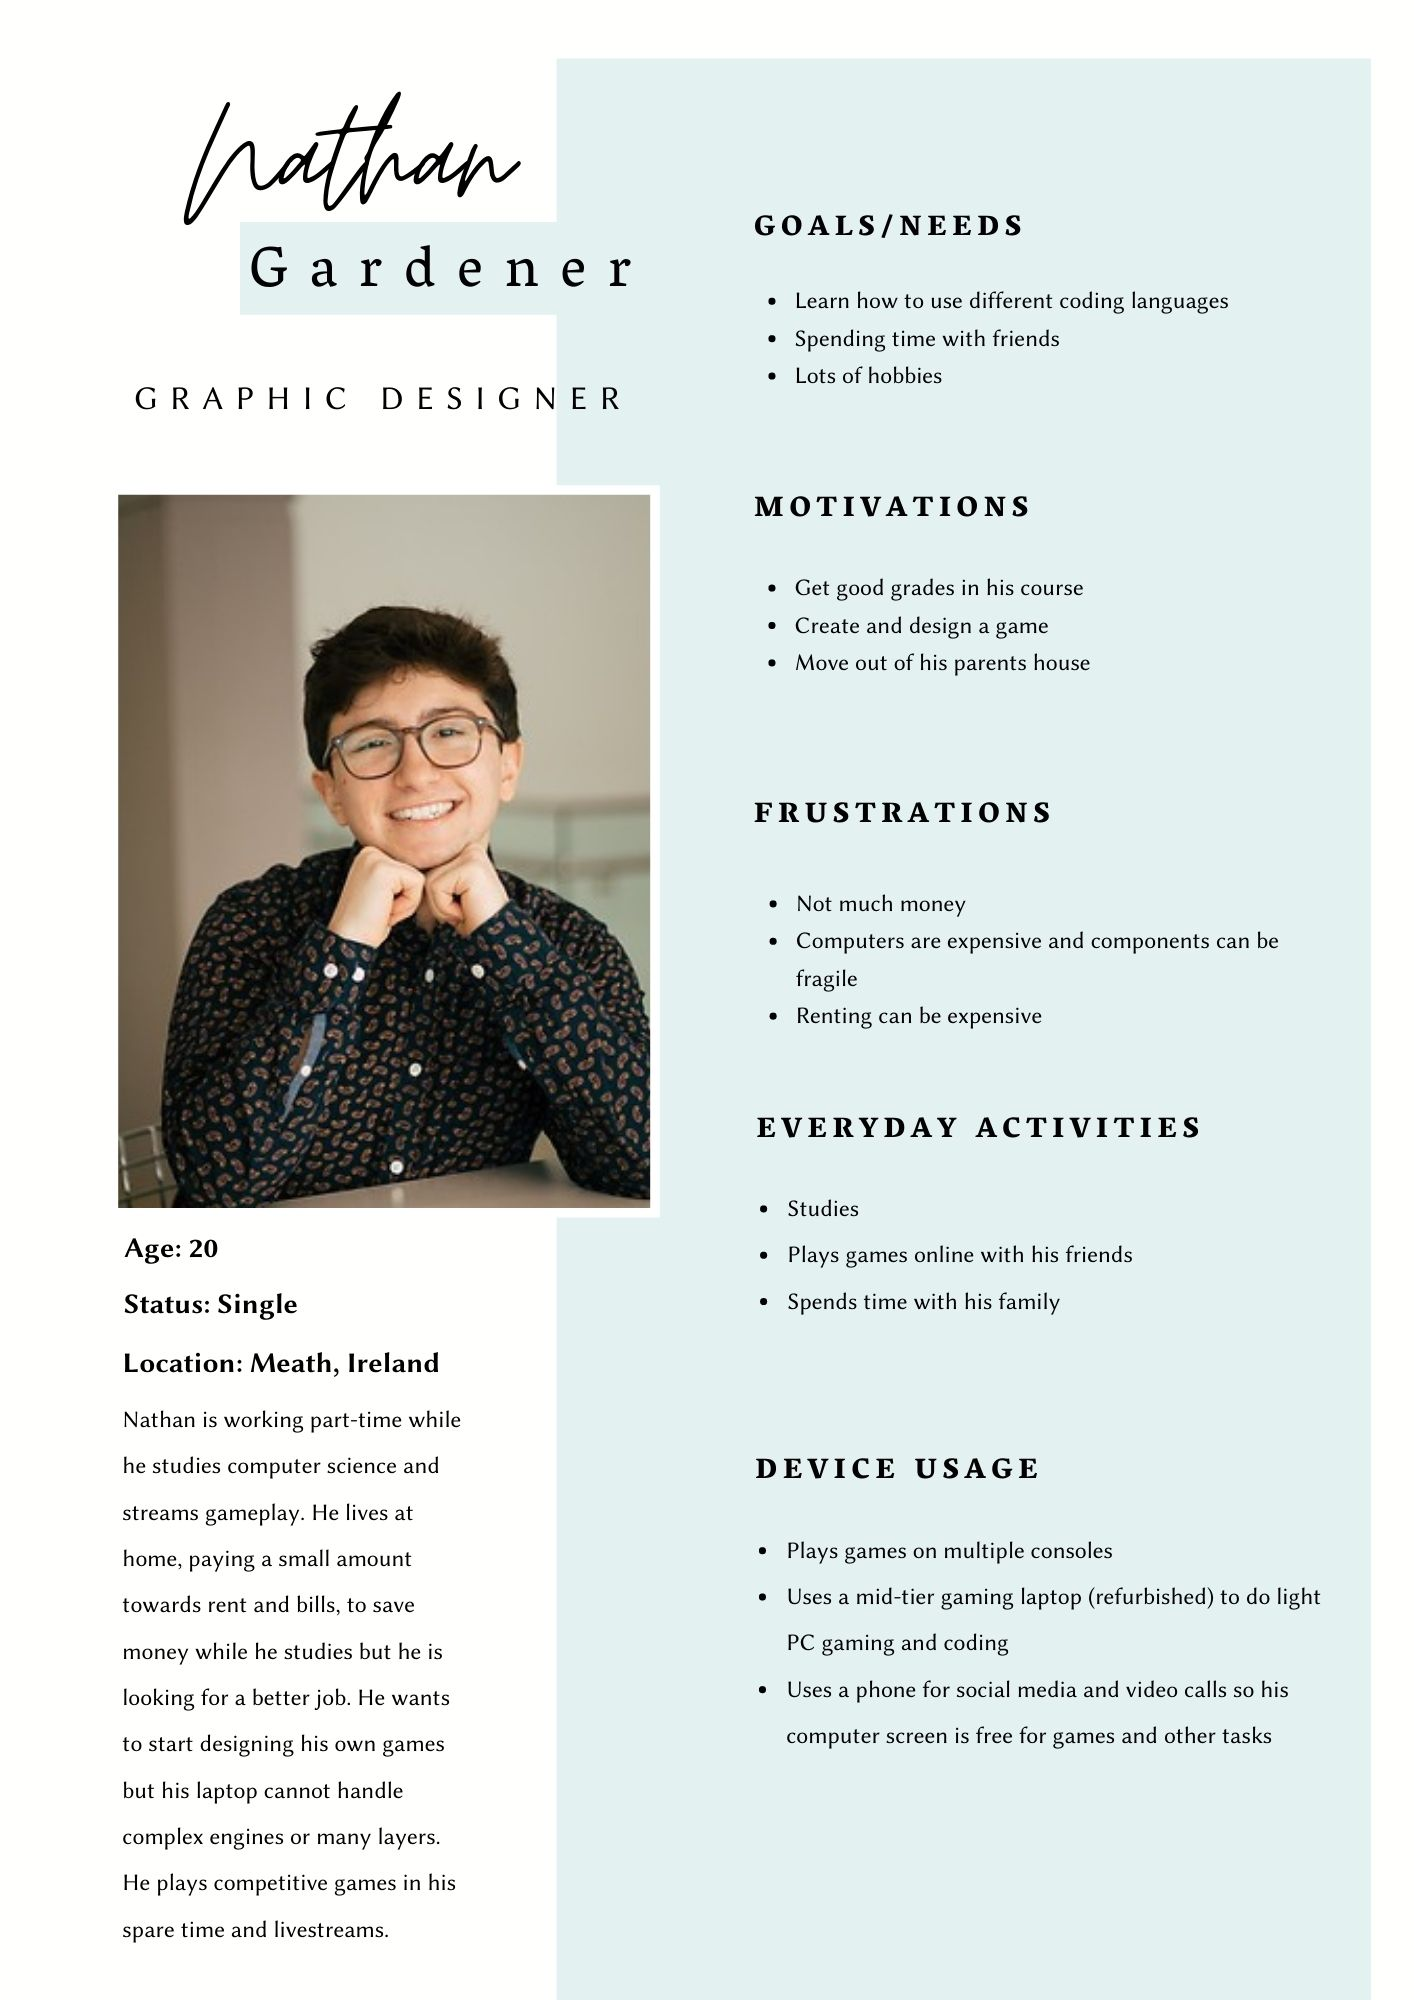 Nathan
Gardener
GRAPHIC DESIGNER
Age: 20
Status: Single
Location: Meath, Ireland
Nathan is working part-time while
he studies computer science and
streams gameplay. He lives at
home, paying a small amount
towards rent and bills, to save
money while he studies but he is
looking for a better job. He wants
to start designing his own games
but his laptop cannot handle
complex engines or many layers.
He plays competitive games in his
spare time and livestreams.
GOALS/NEEDS
• Learn how to use different coding languages
• Spending time with friends
• Lots of hobbies
MOTIVATIONS
• Get good grades in his course
• Create and design a game
• Move out of his parents house
FRUSTRATIONS
• Not much money
• Computers are expensive and components can be
fragile
• Renting can be expensive
EVERYDAY ACTIVITIES
• Studies
• Plays games online with his friends
• Spends time with his family
DEVICE USAGE
• Plays games on multiple consoles
• Uses a mid-tier gaming laptop (refurbished) to do light
PC gaming and coding
• Uses a phone for social media and video calls so his
computer screen is free for games and other tasks